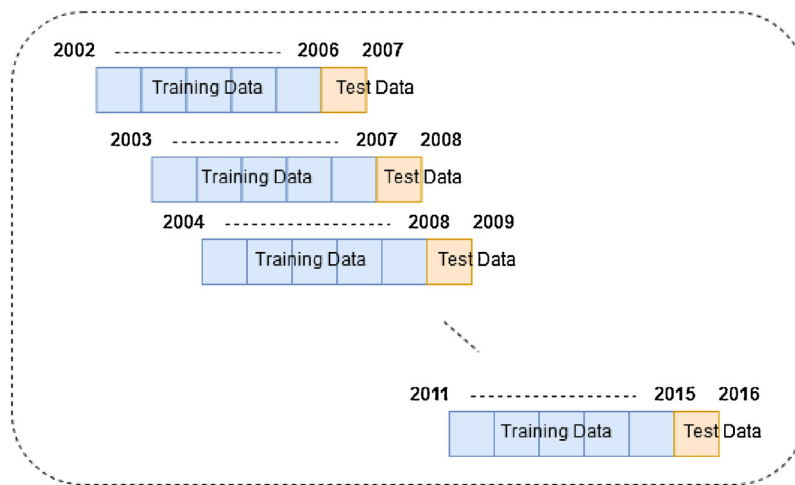 2002 2006 2007
Training Data Test Data
2003 2007 2008
Training Data Test Data
2004 2008 2009
Training Data Test Data
2011 2015 2016
Training Data Test Data